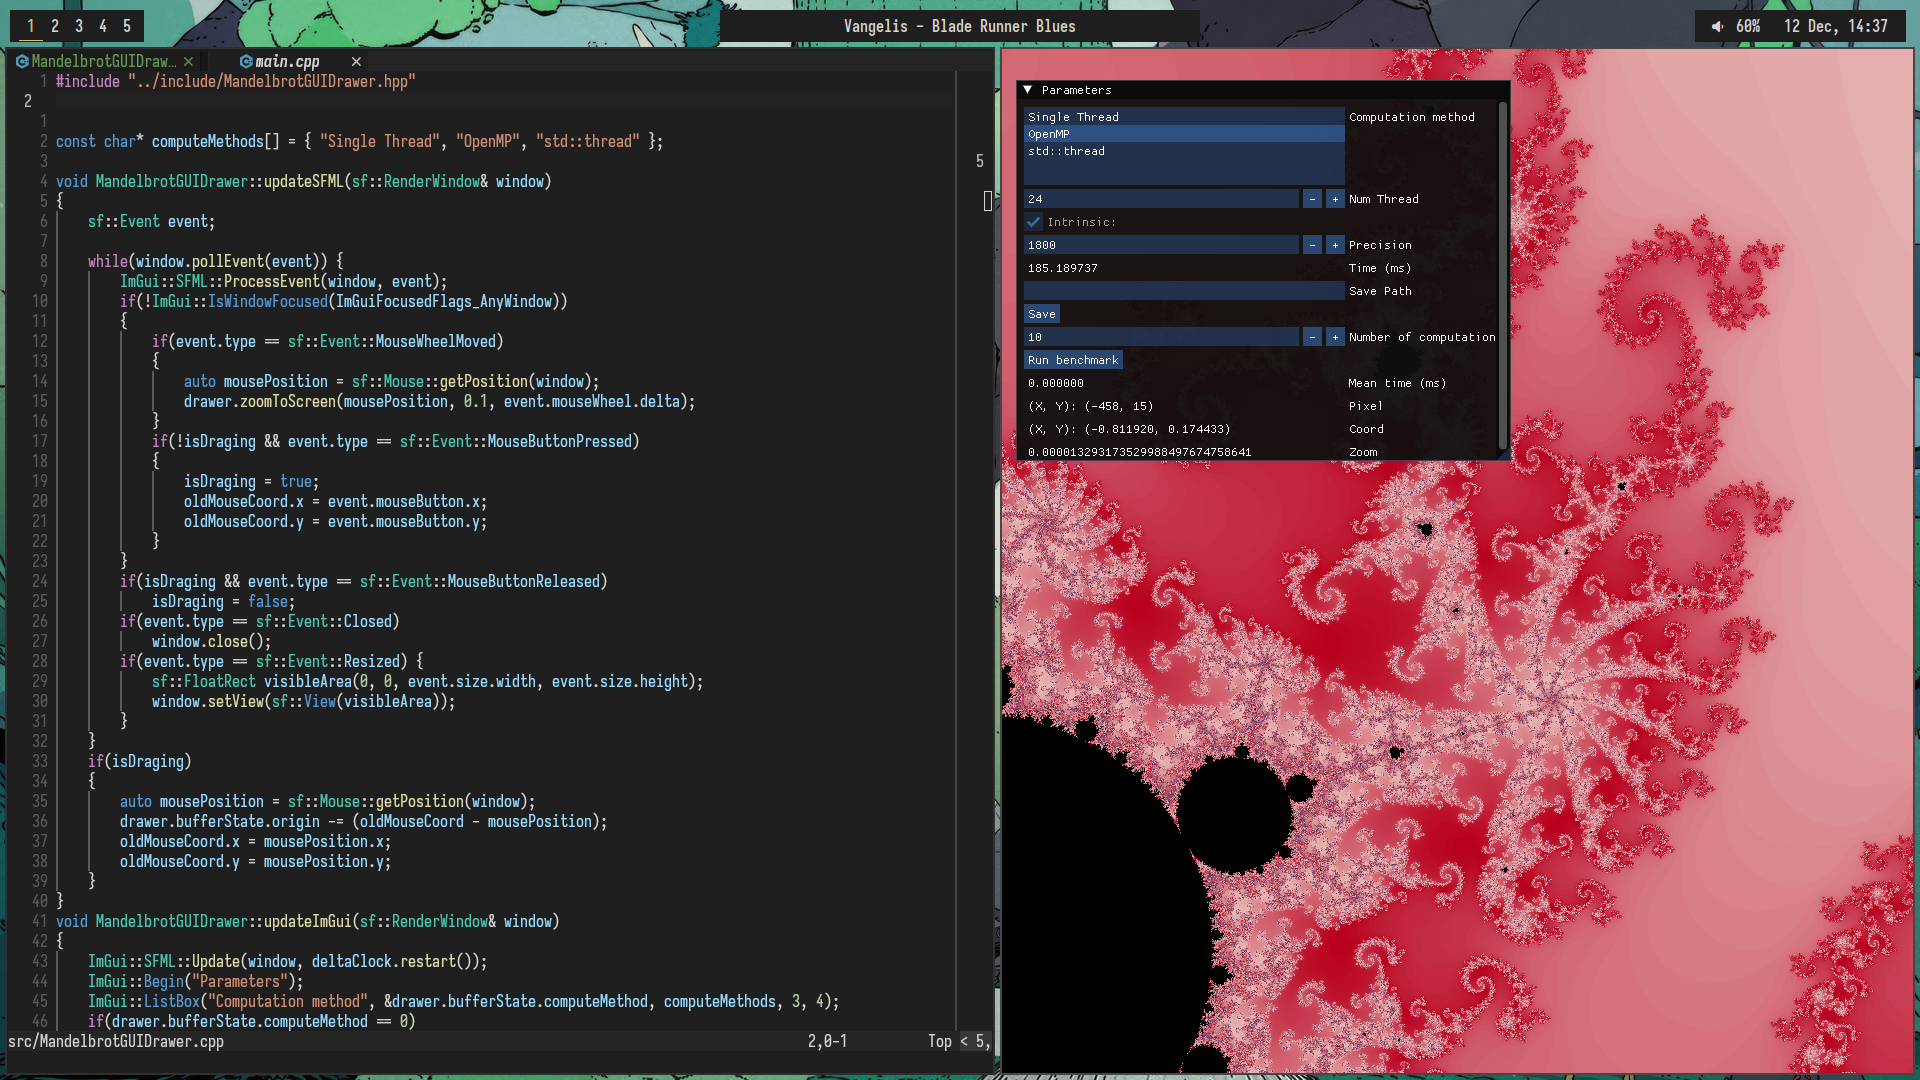 1 2 3 4 5
Vangelis - Blade Runner Blues
60% 12 Dec, 14:37
MandelbrotGUIDraw… ✕ main.cpp ✕
1 #include "../include/MandelbrotGUIDrawer.hpp"
2
1
2 const char* computeMethods[] = { "Single Thread", "OpenMP", "std::thread" };
3
4 void MandelbrotGUIDrawer::updateSFML(sf::RenderWindow& window)
5 {
6 sf::Event event;
7
8 while(window.pollEvent(event)) {
9 ImGui::SFML::ProcessEvent(window, event);
10 if(!ImGui::IsWindowFocused(ImGuiFocusedFlags_AnyWindow))
11 {
12 if(event.type == sf::Event::MouseWheelMoved)
13 {
14 auto mousePosition = sf::Mouse::getPosition(window);
15 drawer.zoomToScreen(mousePosition, 0.1, event.mouseWheel.delta);
16 }
17 if(!isDraging && event.type == sf::Event::MouseButtonPressed)
18 {
19 isDraging = true;
20 oldMouseCoord.x = event.mouseButton.x;
21 oldMouseCoord.y = event.mouseButton.y;
22 }
23 }
24 if(isDraging && event.type == sf::Event::MouseButtonReleased)
25 isDraging = false;
26 if(event.type == sf::Event::Closed)
27 window.close();
28 if(event.type == sf::Event::Resized) {
29 sf::FloatRect visibleArea(0, 0, event.size.width, event.size.height);
30 window.setView(sf::View(visibleArea));
31 }
32 }
33 if(isDraging)
34 {
35 auto mousePosition = sf::Mouse::getPosition(window);
36 drawer.bufferState.origin -= (oldMouseCoord - mousePosition);
37 oldMouseCoord.x = mousePosition.x;
38 oldMouseCoord.y = mousePosition.y;
39 }
40 }
41 void MandelbrotGUIDrawer::updateImGui(sf::RenderWindow& window)
42 {
43 ImGui::SFML::Update(window, deltaClock.restart());
44 ImGui::Begin("Parameters");
45 ImGui::ListBox("Computation method", &drawer.bufferState.computeMethod, computeMethods, 3, 4);
46 if(drawer.bufferState.computeMethod == 0)
src/MandelbrotGUIDrawer.cpp 2,0-1 Top < 5,
5
▼ Parameters
Single Thread Computation method
OpenMP
std::thread
24 - + Num Thread
Intrinsic:
1800 - + Precision
185.189737 Time (ms)
Save Path
Save
10 - + Number of computation
Run benchmark
0.000000 Mean time (ms)
(X, Y): (-458, 15) Pixel
(X, Y): (-0.811920, 0.174433) Coord
0.000013293173529988497674758641 Zoom